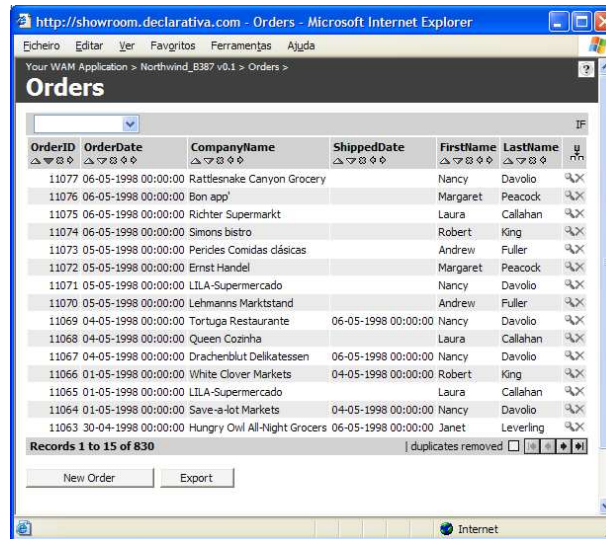 http://showroom.declarativa.com - Orders - Microsoft Internet Explorer
Ficheiro Editar Ver Favoritos Ferramentas Ajuda
Your WAM Application > Northwind_B387 v0.1 > Orders >
?
Orders
IF
OrderID OrderDate CompanyName ShippedDate FirstName LastName
11077 06-05-1998 00:00:00 Rattlesnake Canyon Grocery Nancy Davolio
11076 06-05-1998 00:00:00 Bon app' Margaret Peacock
11075 06-05-1998 00:00:00 Richter Supermarkt Laura Callahan
11074 06-05-1998 00:00:00 Simons bistro Robert King
11073 05-05-1998 00:00:00 Pericles Comidas clásicas Andrew Fuller
11072 05-05-1998 00:00:00 Ernst Handel Margaret Peacock
11071 05-05-1998 00:00:00 LILA-Supermercado Nancy Davolio
11070 05-05-1998 00:00:00 Lehmanns Marktstand Andrew Fuller
11069 04-05-1998 00:00:00 Tortuga Restaurante 06-05-1998 00:00:00 Nancy Davolio
11068 04-05-1998 00:00:00 Queen Cozinha Laura Callahan
11067 04-05-1998 00:00:00 Drachenblut Delikatessen 06-05-1998 00:00:00 Nancy Davolio
11066 01-05-1998 00:00:00 White Clover Markets 04-05-1998 00:00:00 Robert King
11065 01-05-1998 00:00:00 LILA-Supermercado Laura Callahan
11064 01-05-1998 00:00:00 Save-a-lot Markets 04-05-1998 00:00:00 Nancy Davolio
11063 30-04-1998 00:00:00 Hungry Owl All-Night Grocers 06-05-1998 00:00:00 Janet Leverling
Records 1 to 15 of 830 | duplicates removed
New Order Export
Internet